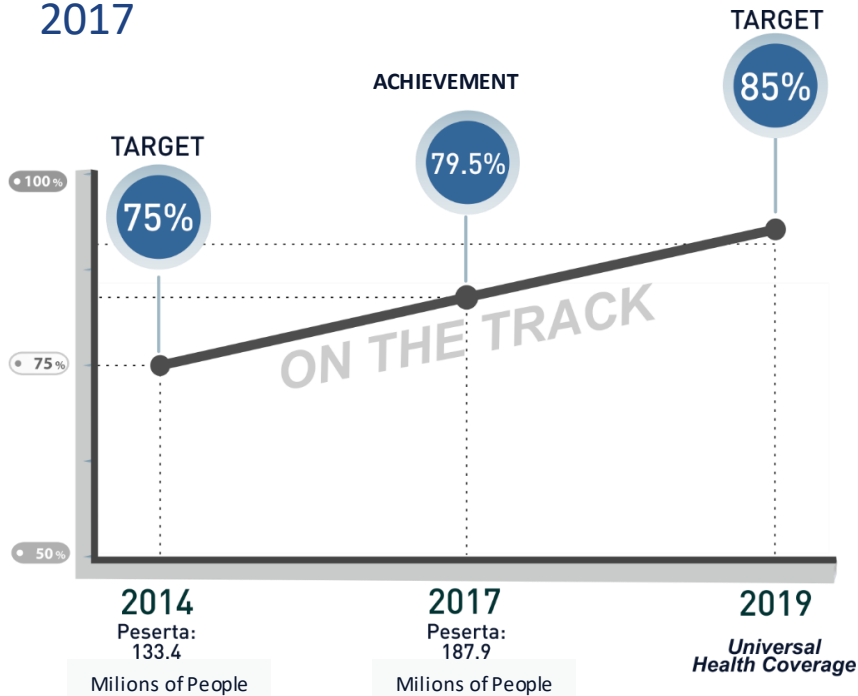 2017
TARGET
85%
ACHIEVEMENT
79.5%
TARGET
75%
100%
75%
50%
ON THE TRACK
2014
Peserta:
133.4
Milions of People
2017
Peserta:
187.9
Milions of People
2019
Universal
Health Coverage